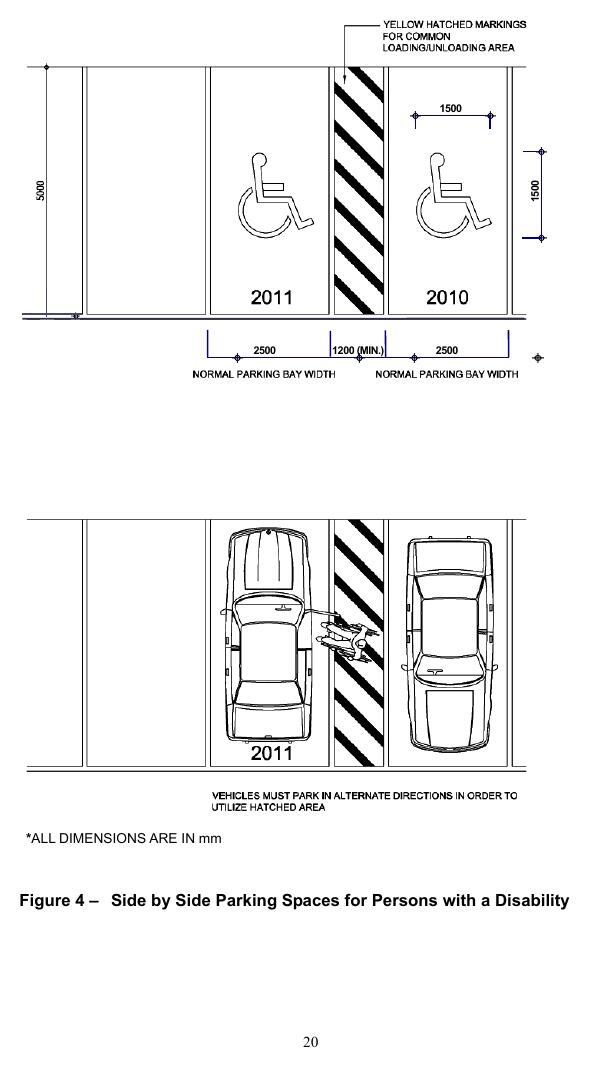 YELLOW HATCHED MARKINGS
FOR COMMON
LOADING/UNLOADING AREA
1500
5000
1500
2011
2010
2500
1200 (MIN.)
2500
NORMAL PARKING BAY WIDTH
NORMAL PARKING BAY WIDTH
2011
VEHICLES MUST PARK IN ALTERNATE DIRECTIONS IN ORDER TO
UTILIZE HATCHED AREA
*ALL DIMENSIONS ARE IN mm
Figure 4 – Side by Side Parking Spaces for Persons with a Disability
20